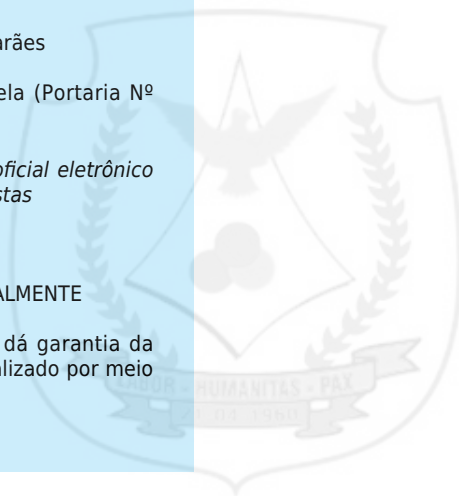 arães
ela (Portaria Nº
oficial eletrônico
stas
ALMENTE
dá garantia da
alizado por meio
LABOR - HUMANITAS - PAX